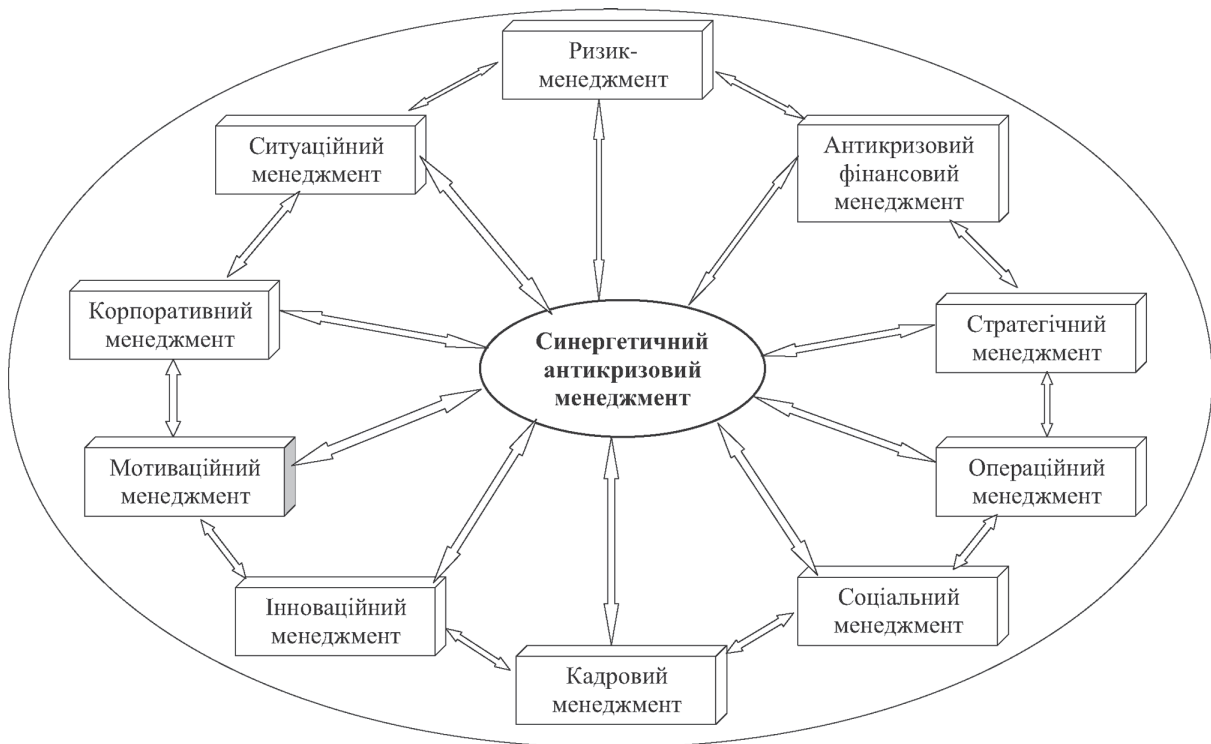 Ризик-
менеджмент
Ситуаційний
менеджмент
Антикризовий
фінансовий
менеджмент
Корпоративний
менеджмент
Синергетичний
антикризовий
менеджмент
Стратегічний
менеджмент
Мотиваційний
менеджмент
Операційний
менеджмент
Інноваційний
менеджмент
Соціальний
менеджмент
Кадровий
менеджмент